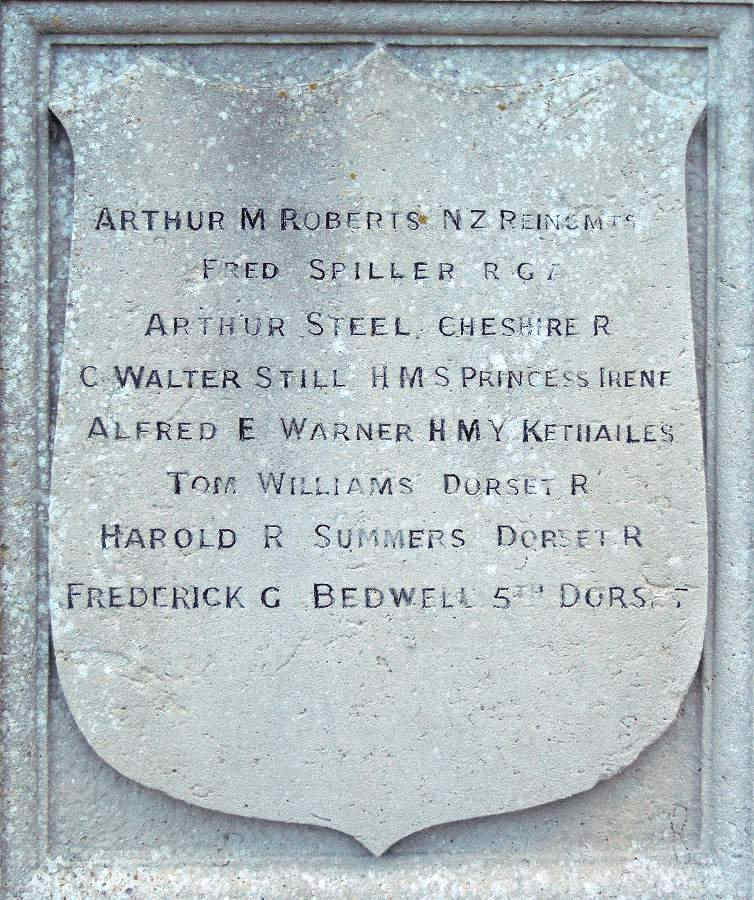 ARTHUR M ROBERTS N Z REINGMTS
FRED SPILLER R G A
ARTHUR STEEL. CHESHIRE R
C WALTER STILL H M S PRINCESS IRENE
ALFRED E WARNER H M Y KETHAILES
TOM WILLIAMS DORSET R
HAROLD R SUMMERS DORSET R
FREDERICK G BEDWELL 5TH DORSET